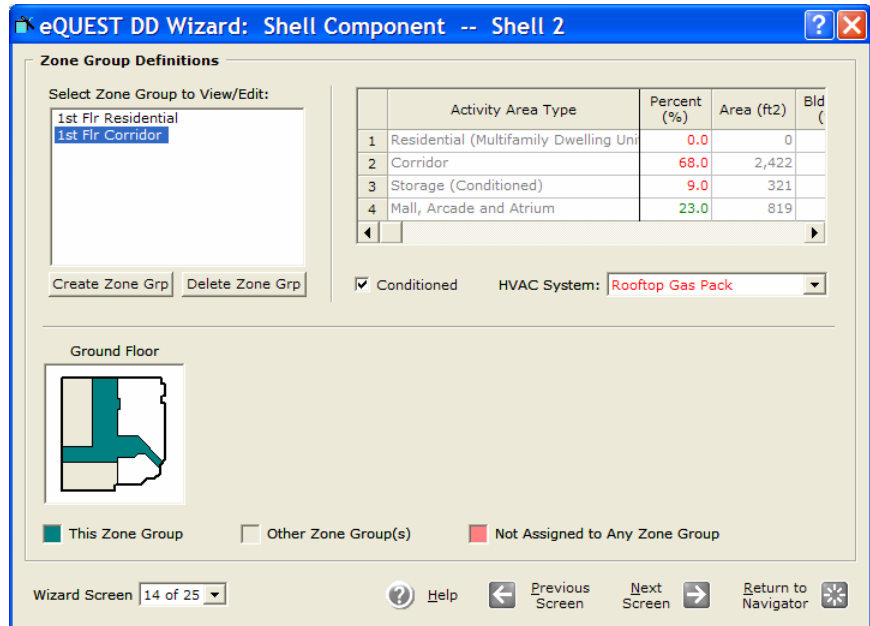 eQUEST DD Wizard: Shell Component -- Shell 2
Zone Group Definitions
Select Zone Group to View/Edit:
1st Flr Residential
1st Flr Corridor
Create Zone Grp Delete Zone Grp
Activity Area Type Percent (%) Area (ft2) Bld (
1 Residential (Multifamily Dwelling Uni 0.0 0
2 Corridor 68.0 2,422
3 Storage (Conditioned) 9.0 321
4 Mall, Arcade and Atrium 23.0 819
Conditioned HVAC System: Rooftop Gas Pack
Ground Floor
This Zone Group Other Zone Group(s) Not Assigned to Any Zone Group
Wizard Screen 14 of 25 Help Previous Screen Next Screen Return to Navigator